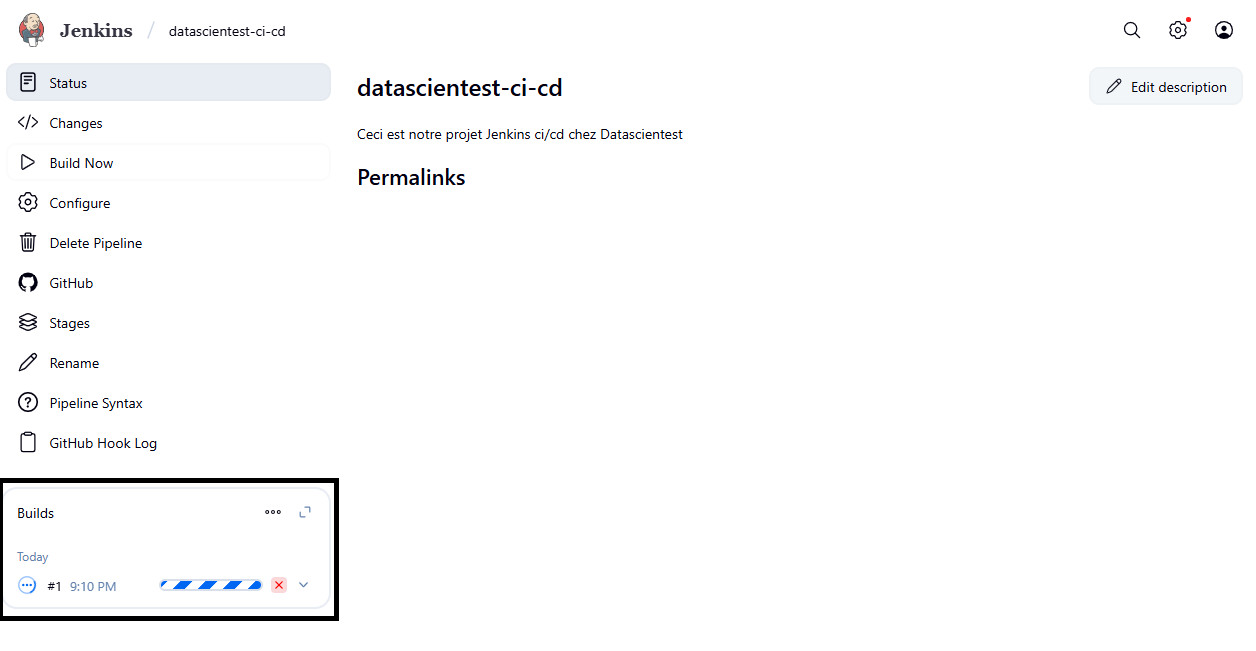 Jenkins / datascientest-ci-cd
Status
Changes
Build Now
Configure
Delete Pipeline
GitHub
Stages
Rename
Pipeline Syntax
GitHub Hook Log
Builds
Today
#1 9:10 PM
datascientest-ci-cd
Edit description
Ceci est notre projet Jenkins ci/cd chez Datascientest
Permalinks